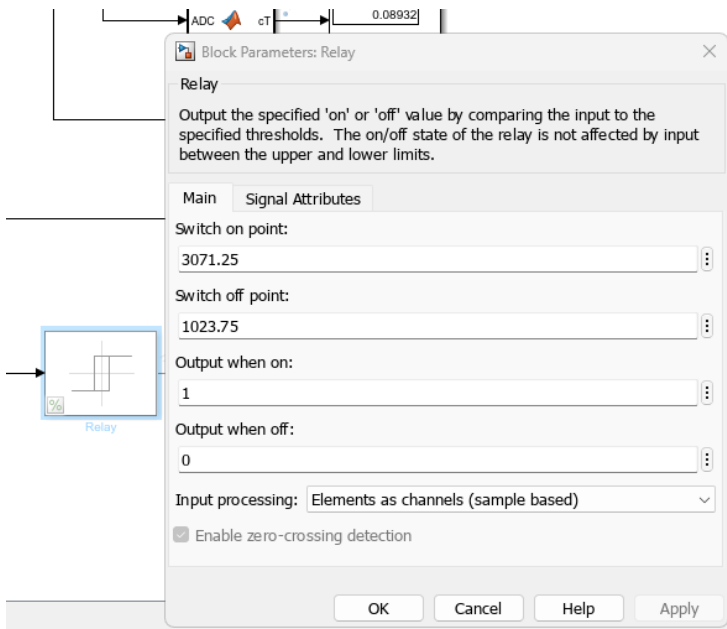 ADC
cT
0.08932
Block Parameters: Relay
Relay
Output the specified 'on' or 'off' value by comparing the input to the
specified thresholds.  The on/off state of the relay is not affected by input
between the upper and lower limits.
Main
Signal Attributes
Switch on point:
3071.25
Switch off point:
1023.75
Output when on:
1
Output when off:
0
Input processing: Elements as channels (sample based)
Enable zero-crossing detection
OK
Cancel
Help
Apply
%
Relay